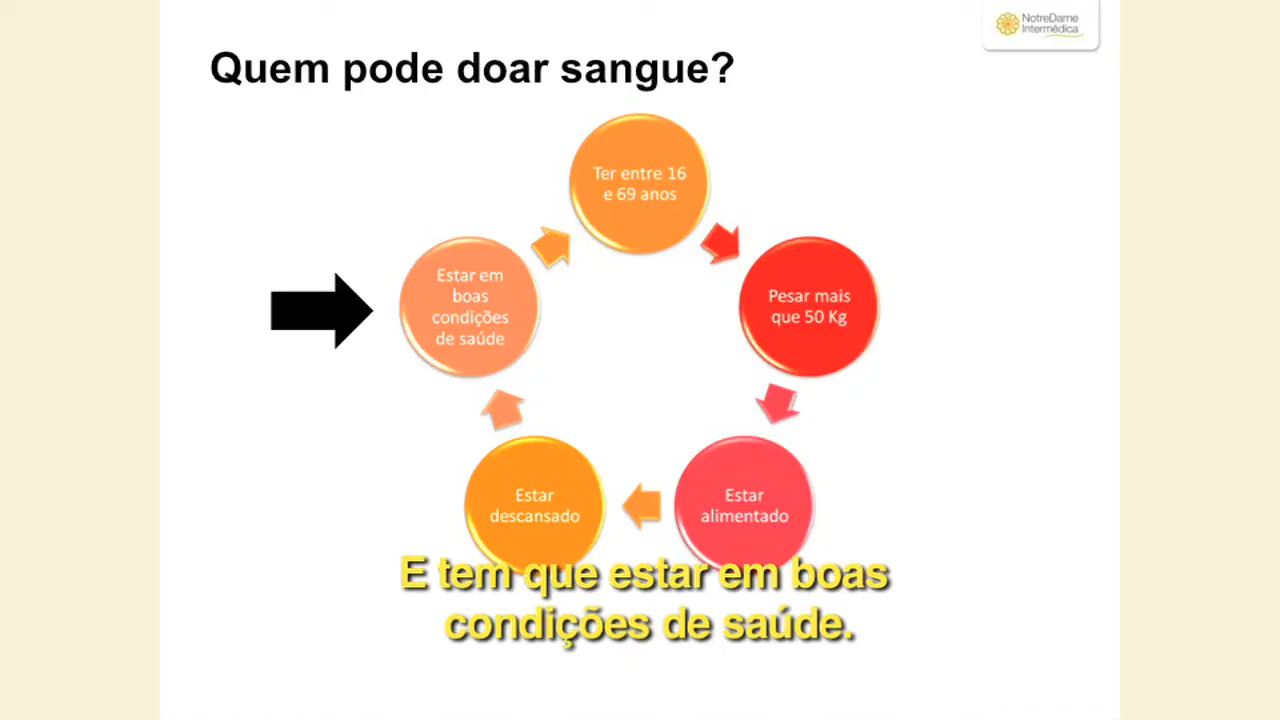 NotreDame
Intermédica
Quem pode doar sangue?
Ter entre 16
e 69 anos
Pesar mais
que 50 Kg
Estar
alimentado
Estar
descansado
Estar em
boas
condições
de saúde
E tem que estar em boas
condições de saúde.